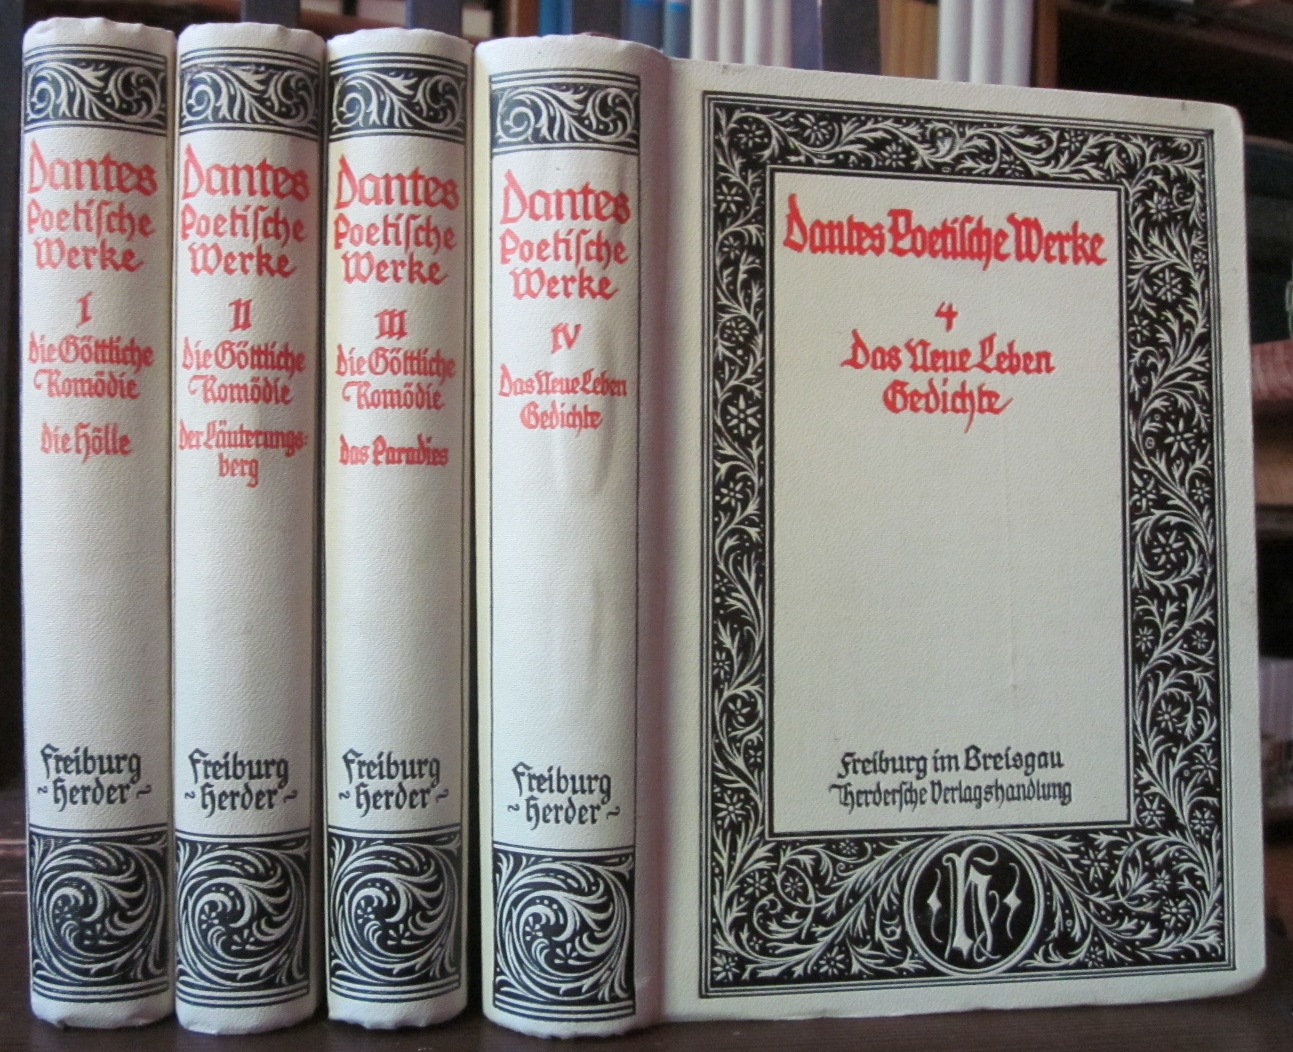 Dantes
Poetische
Werke
I
Die Göttliche
Komödie
Die Hölle
Freiburg
~Herder~
Dantes
Poetische
Werke
II
Die Göttliche
Komödie
der Läuterungs-
berg
Freiburg
~Herder~
Dantes
Poetische
Werke
III
Die Göttliche
Komödie
das Paradies
Freiburg
~Herder~
Dantes
Poetische
Werke
IV
Das Neue Leben
Gedichte
Freiburg
~Herder~
Dantes Poetische Werke
4
Das Neue Leben
Gedichte
Freiburg im Breisgau
Herdersche Verlagshandlung
H